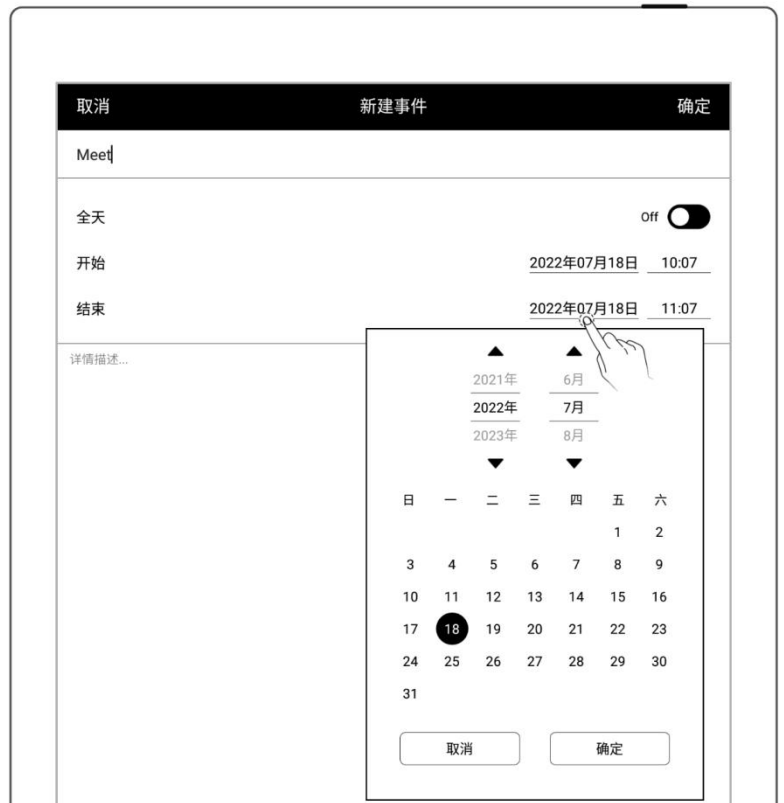 取消 新建事件 确定
Meet
全天 Off
开始 2022年07月18日 10:07
结束 2022年07月18日 11:07
详情描述...
2021年 6月
2022年 7月
2023年 8月
日 一 二 三 四 五 六
1 2
3 4 5 6 7 8 9
10 11 12 13 14 15 16
17 18 19 20 21 22 23
24 25 26 27 28 29 30
31
取消 确定